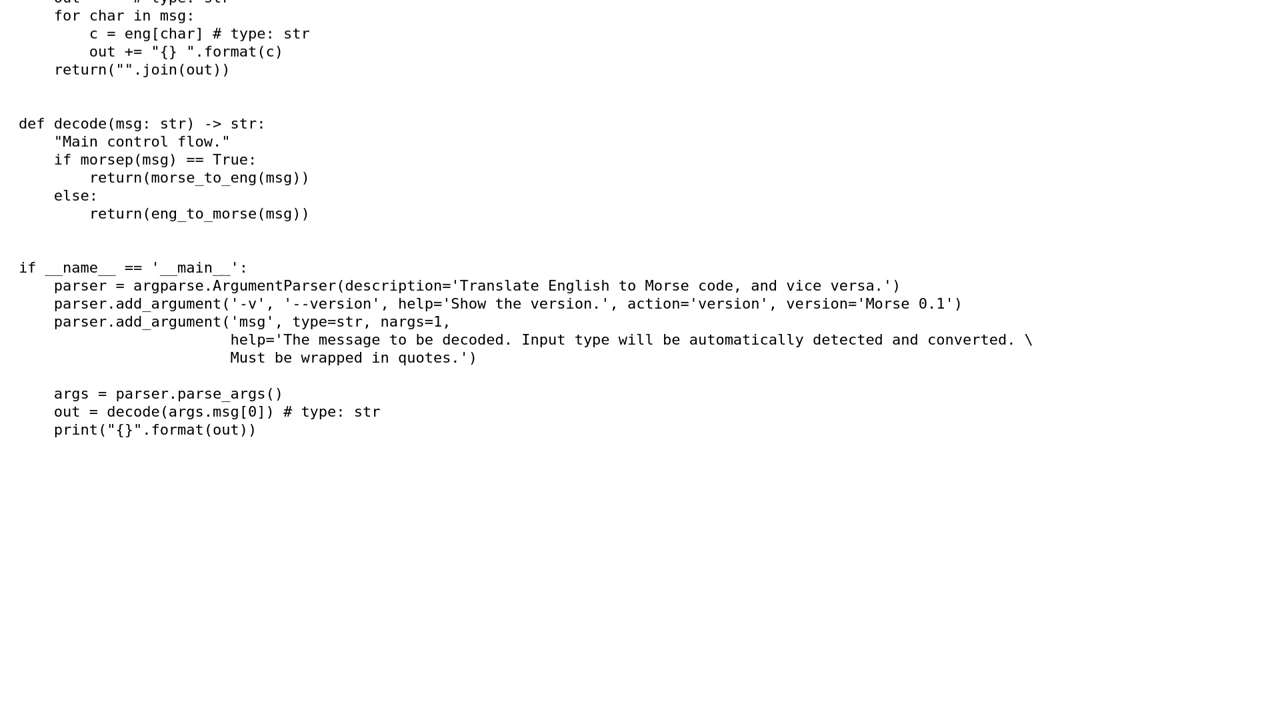 for char in msg:
        c = eng[char] # type: str
        out += "{} ".format(c)
    return("".join(out))


def decode(msg: str) -> str:
    "Main control flow."
    if morsep(msg) == True:
        return(morse_to_eng(msg))
    else:
        return(eng_to_morse(msg))


if __name__ == '__main__':
    parser = argparse.ArgumentParser(description='Translate English to Morse code, and vice versa.')
    parser.add_argument('-v', '--version', help='Show the version.', action='version', version='Morse 0.1')
    parser.add_argument('msg', type=str, nargs=1,
                        help='The message to be decoded. Input type will be automatically detected and converted. \
                        Must be wrapped in quotes.')

    args = parser.parse_args()
    out = decode(args.msg[0]) # type: str
    print("{}".format(out))